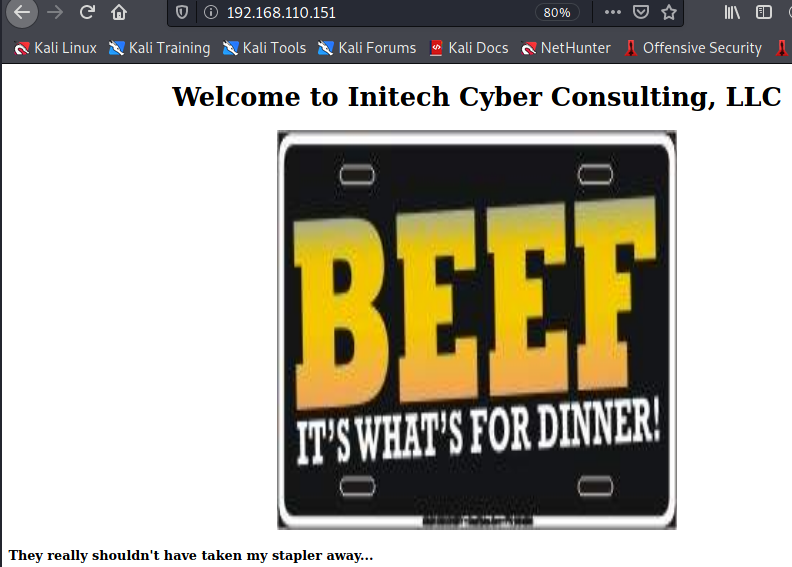 192.168.110.151
80%
Kali Linux
Kali Training
Kali Tools
Kali Forums
Kali Docs
NetHunter
Offensive Security
Welcome to Initech Cyber Consulting, LLC
BEEF
IT'S WHAT'S FOR DINNER!
They really shouldn't have taken my stapler away...